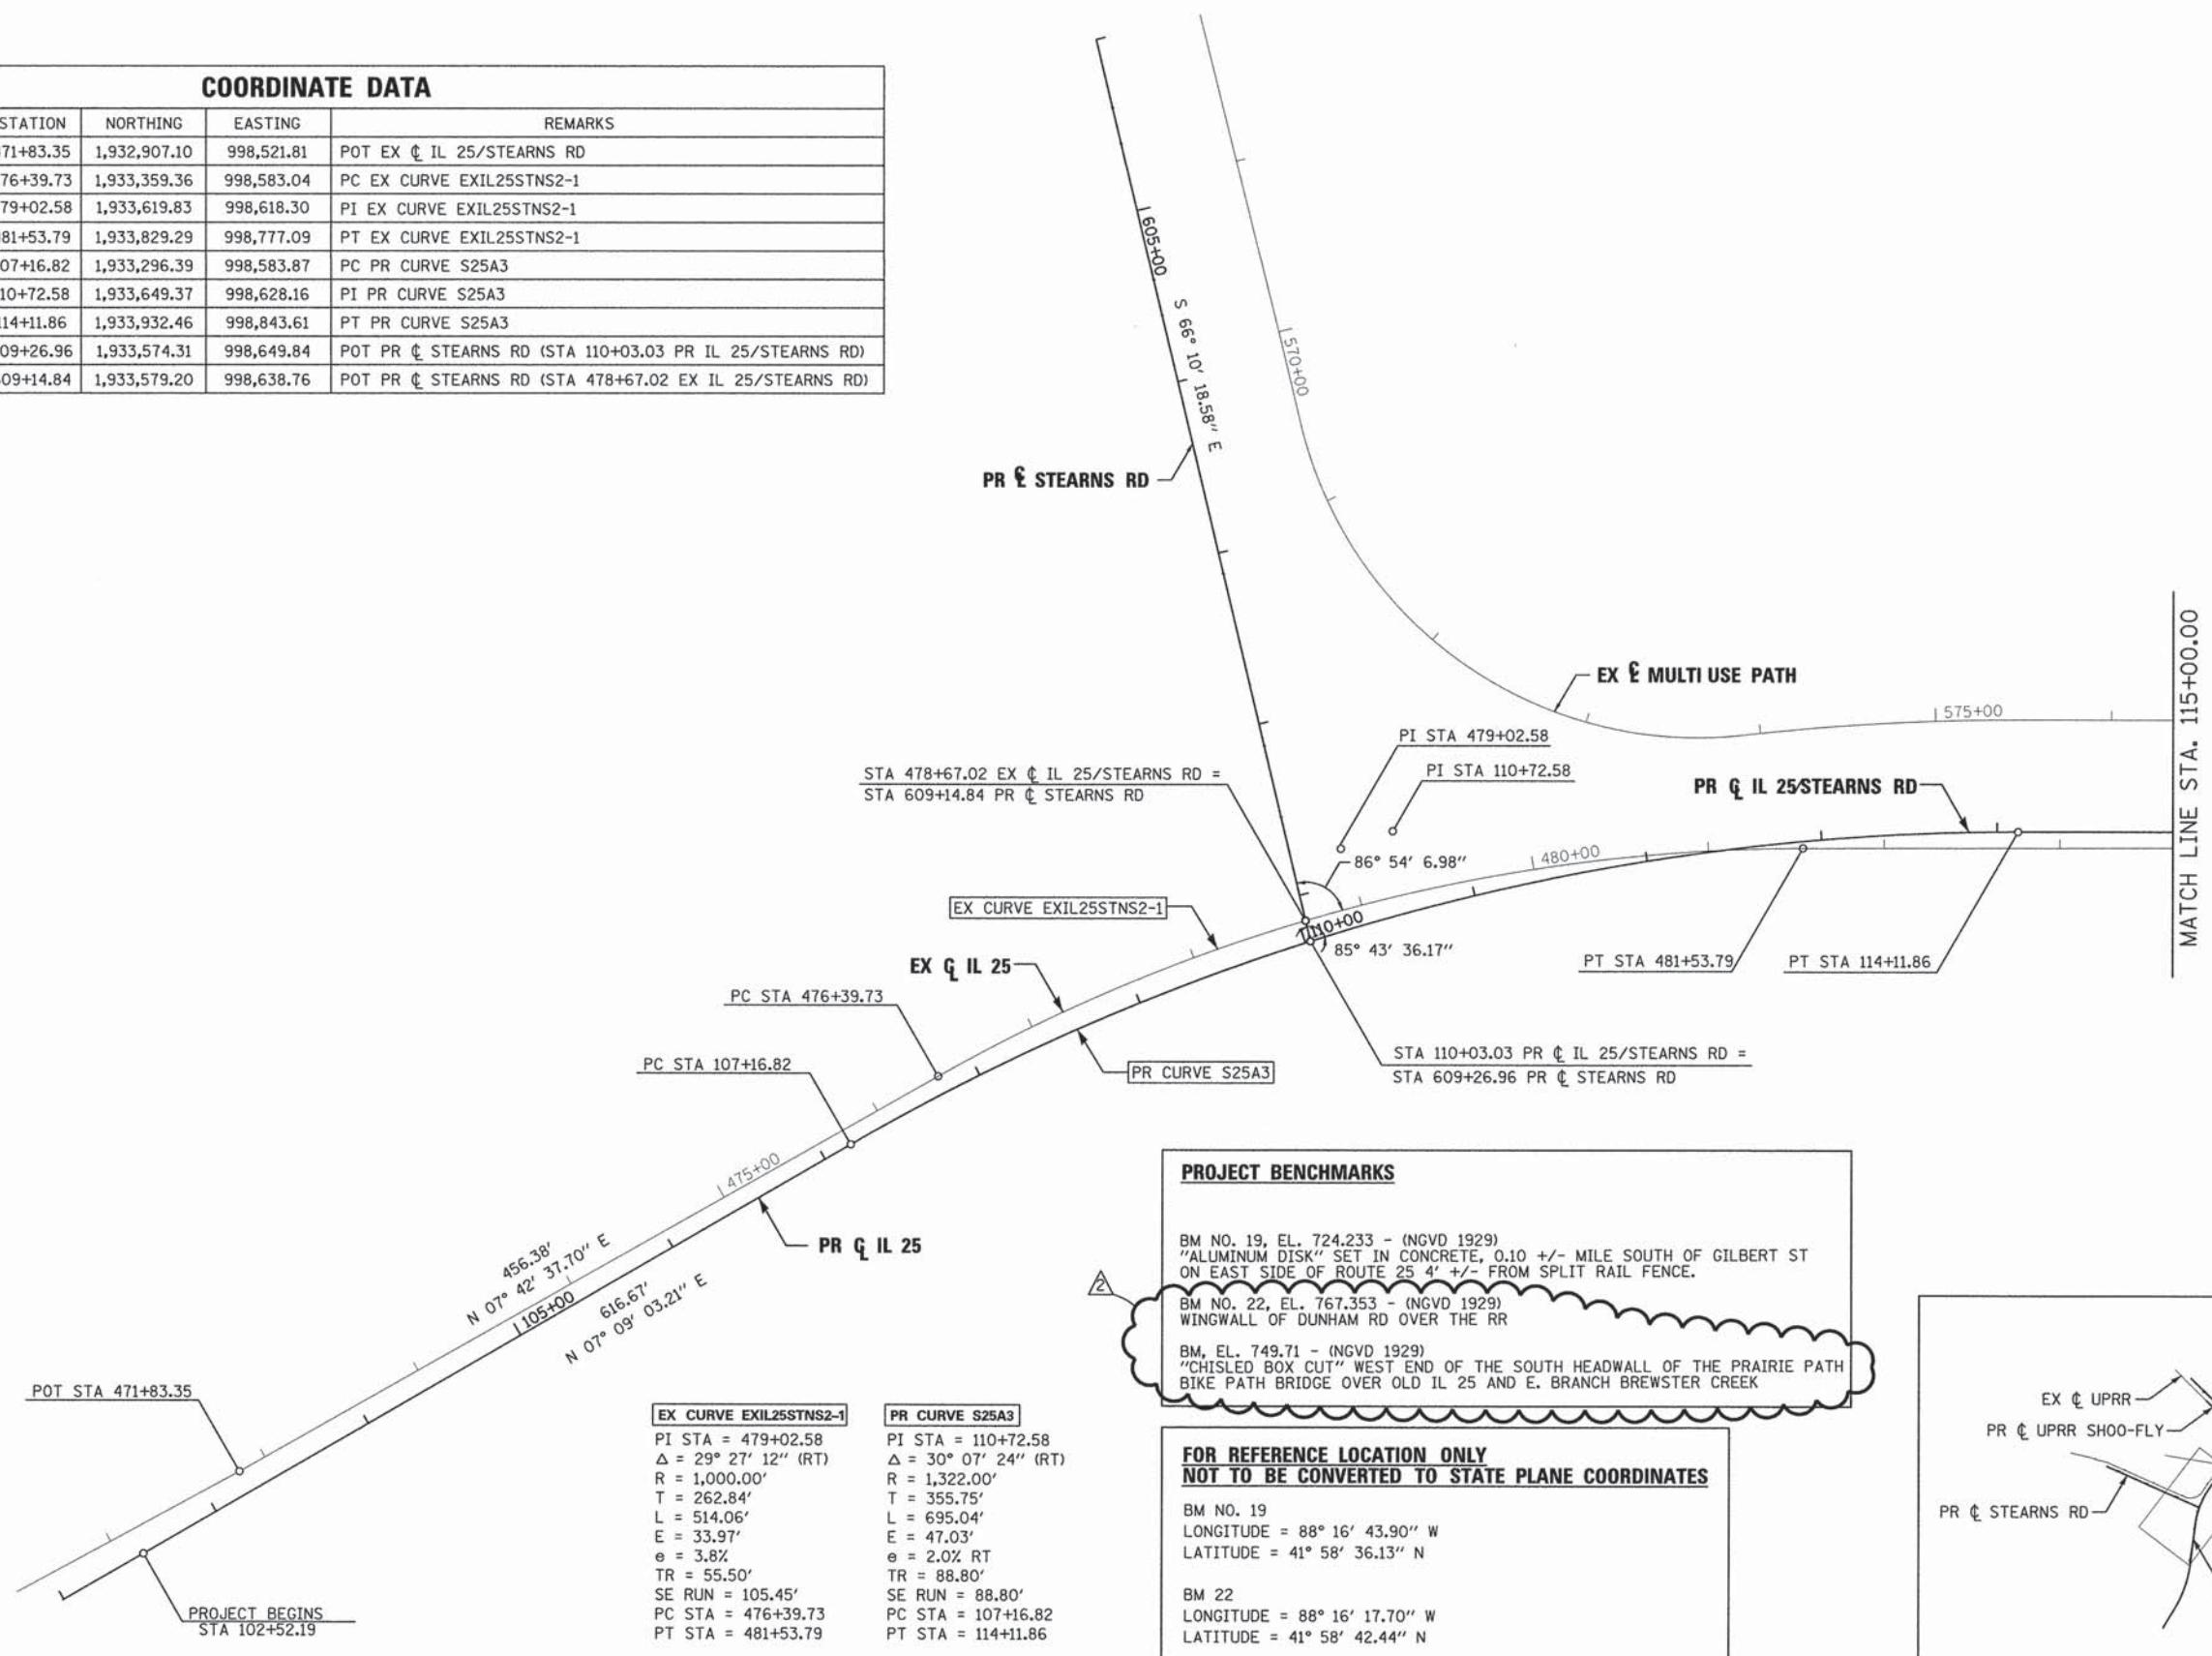 COORDINATE DATA
STATION NORTHING EASTING REMARKS
71+83.35 1,932,907.10 998,521.81 POT EX ℄ IL 25/STEARNS RD
76+39.73 1,933,359.36 998,583.04 PC EX CURVE EXIL25STNS2-1
79+02.58 1,933,619.83 998,618.30 PI EX CURVE EXIL25STNS2-1
81+53.79 1,933,829.29 998,777.09 PT EX CURVE EXIL25STNS2-1
07+16.82 1,933,296.39 998,583.87 PC PR CURVE S25A3
10+72.58 1,933,649.37 998,628.16 PI PR CURVE S25A3
14+11.86 1,933,932.46 998,843.61 PT PR CURVE S25A3
09+26.96 1,933,574.31 998,649.84 POT PR ℄ STEARNS RD (STA 110+03.03 PR IL 25/STEARNS RD)
09+14.84 1,933,579.20 998,638.76 POT PR ℄ STEARNS RD (STA 478+67.02 EX IL 25/STEARNS RD)
605+00
S 66° 10' 18.58" E
570+00
PR ℄ STEARNS RD
EX ℄ MULTI USE PATH
575+00
MATCH LINE STA. 115+00.00
PI STA 479+02.58
PI STA 110+72.58
STA 478+67.02 EX ℄ IL 25/STEARNS RD =
STA 609+14.84 PR ℄ STEARNS RD
PR ℄ IL 25/STEARNS RD
86° 54' 6.98"
480+00
EX CURVE EXIL25STNS2-1
110+00
85° 43' 36.17"
EX ℄ IL 25
PT STA 481+53.79
PT STA 114+11.86
PC STA 476+39.73
PC STA 107+16.82
PR CURVE S25A3
STA 110+03.03 PR ℄ IL 25/STEARNS RD =
STA 609+26.96 PR ℄ STEARNS RD
475+00
PR ℄ IL 25
456.38'
N 07° 42' 37.70" E
105+00
616.67'
N 07° 09' 03.21" E
POT STA 471+83.35
PROJECT BEGINS
STA 102+52.19
EX CURVE EXIL25STNS2-1
PI STA = 479+02.58
Δ = 29° 27' 12" (RT)
R = 1,000.00'
T = 262.84'
L = 514.06'
E = 33.97'
e = 3.8%
TR = 55.50'
SE RUN = 105.45'
PC STA = 476+39.73
PT STA = 481+53.79
PR CURVE S25A3
PI STA = 110+72.58
Δ = 30° 07' 24" (RT)
R = 1,322.00'
T = 355.75'
L = 695.04'
E = 47.03'
e = 2.0% RT
TR = 88.80'
SE RUN = 88.80'
PC STA = 107+16.82
PT STA = 114+11.86
PROJECT BENCHMARKS
BM NO. 19, EL. 724.233 - (NGVD 1929)
"ALUMINUM DISK" SET IN CONCRETE, 0.10 +/- MILE SOUTH OF GILBERT ST
ON EAST SIDE OF ROUTE 25 4' +/- FROM SPLIT RAIL FENCE.
2
BM NO. 22, EL. 767.353 - (NGVD 1929)
WINGWALL OF DUNHAM RD OVER THE RR
BM, EL. 749.71 - (NGVD 1929)
"CHISLED BOX CUT" WEST END OF THE SOUTH HEADWALL OF THE PRAIRIE PATH
BIKE PATH BRIDGE OVER OLD IL 25 AND E. BRANCH BREWSTER CREEK
FOR REFERENCE LOCATION ONLY
NOT TO BE CONVERTED TO STATE PLANE COORDINATES
BM NO. 19
LONGITUDE = 88° 16' 43.90" W
LATITUDE = 41° 58' 36.13" N
BM 22
LONGITUDE = 88° 16' 17.70" W
LATITUDE = 41° 58' 42.44" N
EX ℄ UPRR
PR ℄ UPRR SHOO-FLY
PR ℄ STEARNS RD